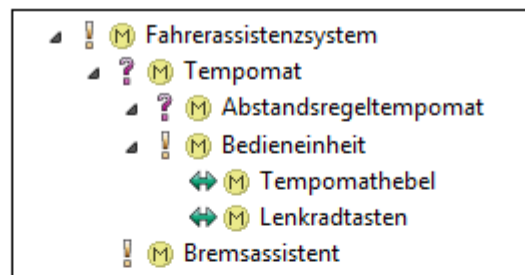 ! M Fahrerassistenzsystem
? M Tempomat
? M Abstandsregeltempomat
! M Bedieneinheit
M Tempomathebel
M Lenkradtasten
! M Bremsassistent